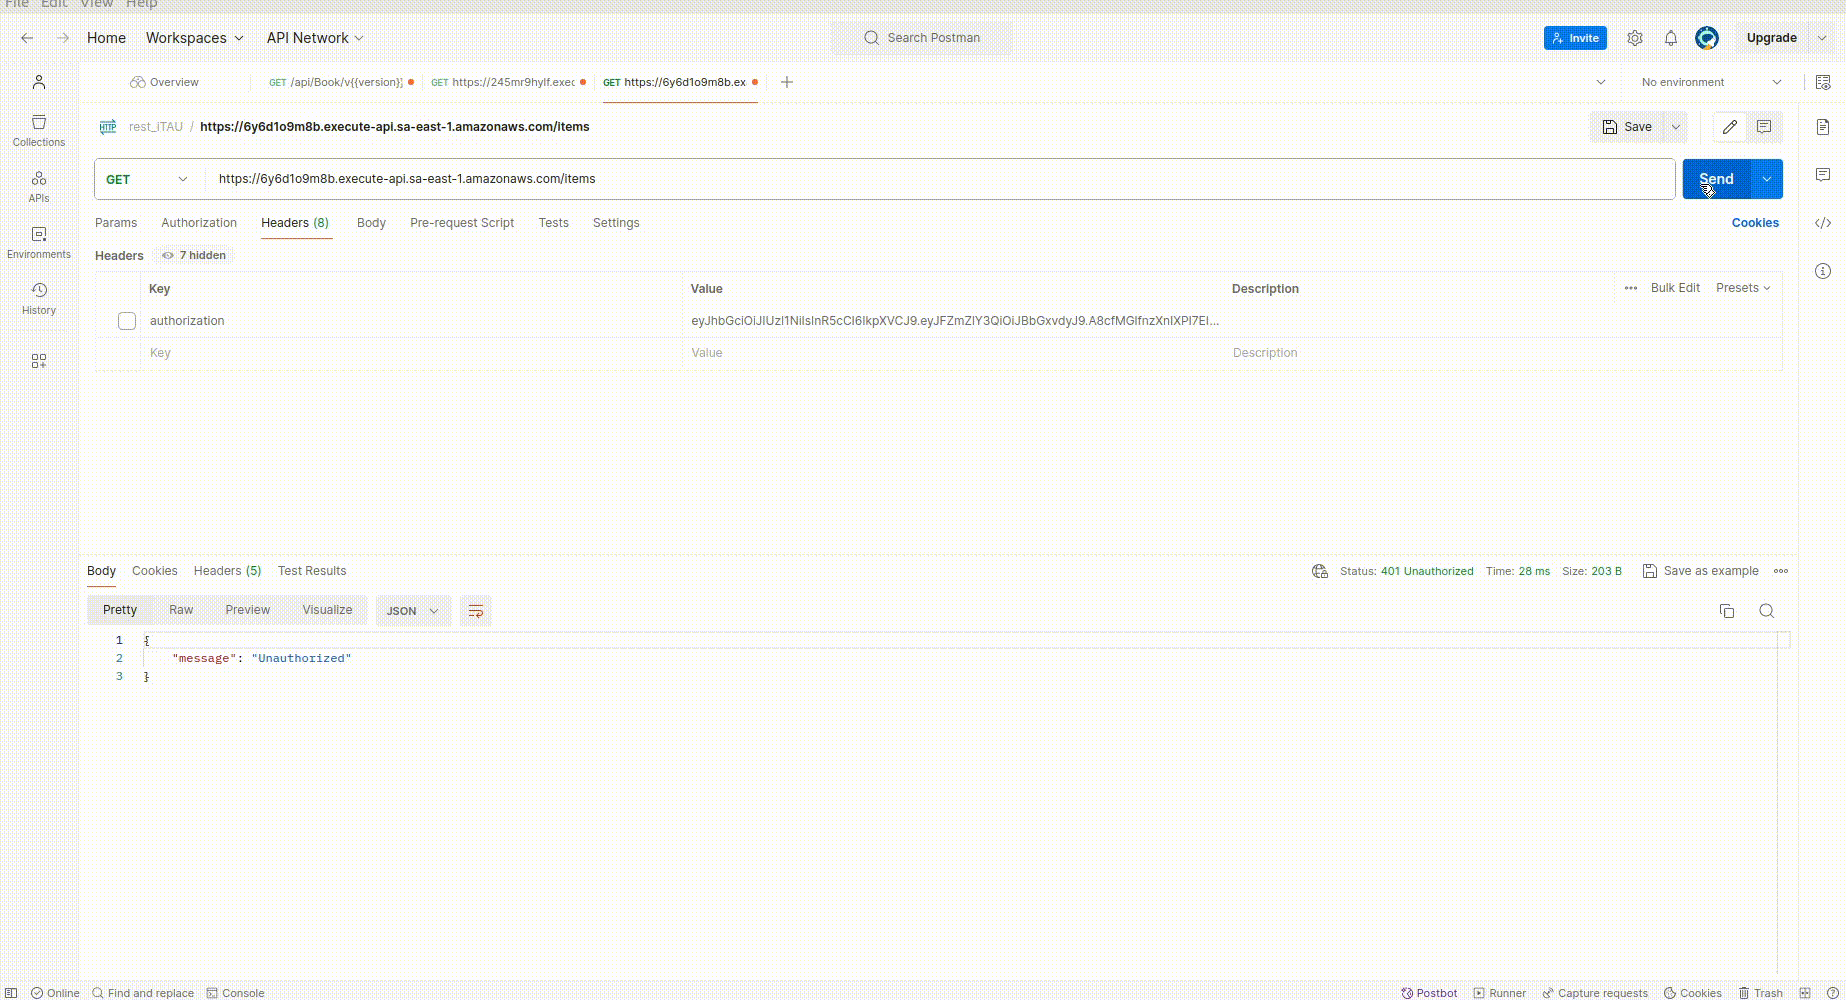 File Edit View Help
Home Workspaces API Network Search Postman Invite Upgrade
Overview GET /api/Book/v{{version}} GET https://245mr9hylf.exec GET https://6y6d1o9m8b.ex No environment
rest_iTAU / https://6y6d1o9m8b.execute-api.sa-east-1.amazonaws.com/items Save
GET https://6y6d1o9m8b.execute-api.sa-east-1.amazonaws.com/items Send
Params Authorization Headers (8) Body Pre-request Script Tests Settings Cookies
Headers 7 hidden
Key Value Description Bulk Edit Presets
authorization
Key Value Description
Collections
APIs
Environments
History
Body Cookies Headers (5) Test Results Status: 401 Unauthorized Time: 28 ms Size: 203 B Save as example
Pretty Raw Preview Visualize JSON
1 {
2 "message": "Unauthorized"
3 }
Online Find and replace Console Postbot Runner Capture requests Cookies Trash